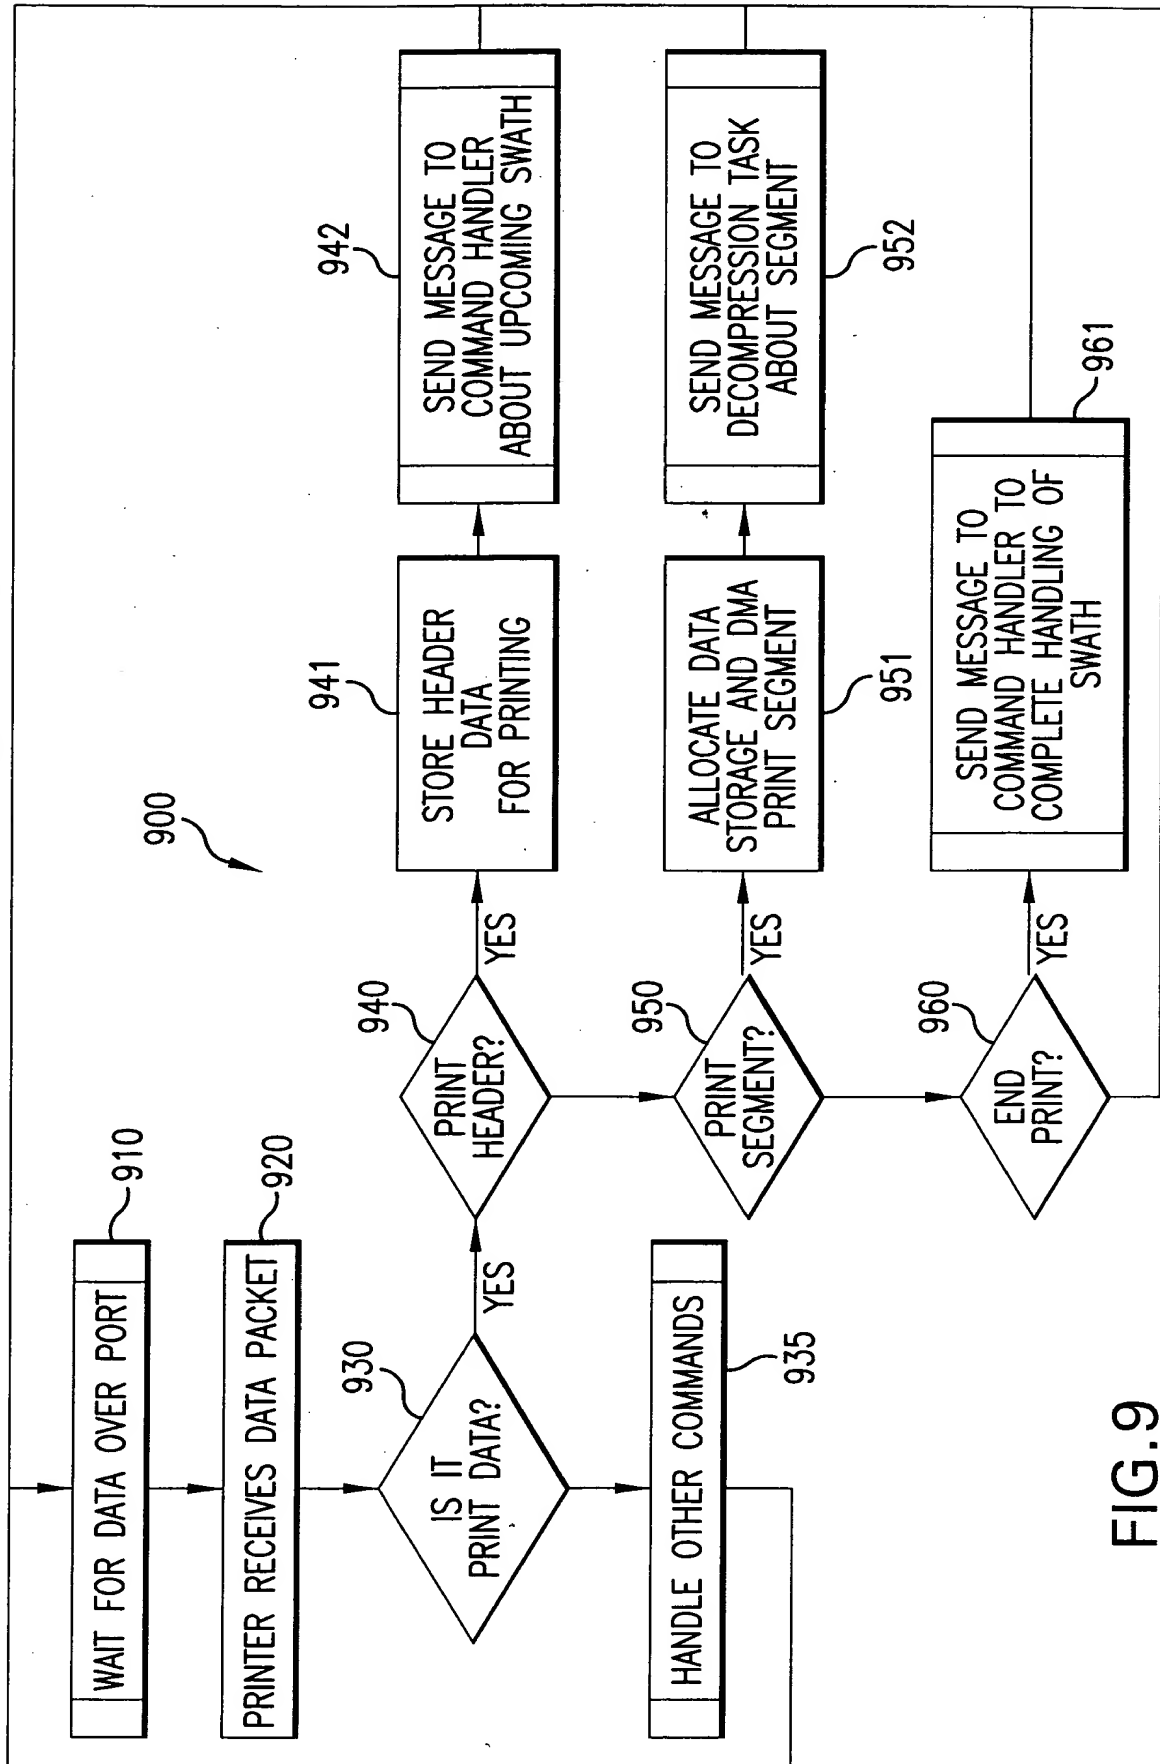 900
WAIT FOR DATA OVER PORT
910
PRINTER RECEIVES DATA PACKET
920
IS IT
PRINT DATA?
930
YES
HANDLE OTHER COMMANDS
935
PRINT
HEADER?
940
YES
STORE HEADER
DATA
FOR PRINTING
941
SEND MESSAGE TO
COMMAND HANDLER
ABOUT UPCOMING SWATH
942
PRINT
SEGMENT?
950
YES
ALLOCATE DATA
STORAGE AND DMA
PRINT SEGMENT
951
SEND MESSAGE TO
DECOMPRESSION TASK
ABOUT SEGMENT
952
END
PRINT?
960
YES
SEND MESSAGE TO
COMMAND HANDLER TO
COMPLETE HANDLING OF
SWATH
961
FIG.9